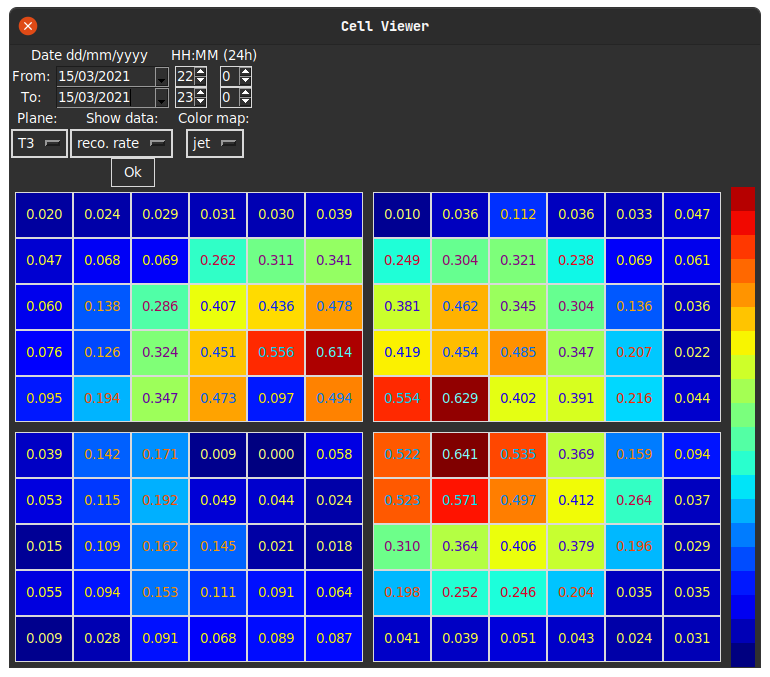 Cell Viewer
Date dd/mm/yyyy HH:MM (24h)
From: 15/03/2021 22 0
To: 15/03/2021 23 0
Plane: Show data: Color map:
T3 reco. rate jet
Ok
0.020 0.024 0.029 0.031 0.030 0.039 0.010 0.036 0.112 0.036 0.033 0.047
0.047 0.068 0.069 0.262 0.311 0.341 0.249 0.304 0.321 0.238 0.069 0.061
0.060 0.138 0.286 0.407 0.436 0.478 0.381 0.462 0.345 0.304 0.136 0.036
0.076 0.126 0.324 0.451 0.556 0.614 0.419 0.454 0.485 0.347 0.207 0.022
0.095 0.194 0.347 0.473 0.097 0.494 0.554 0.629 0.402 0.391 0.216 0.044
0.039 0.142 0.171 0.009 0.000 0.058 0.522 0.641 0.535 0.369 0.159 0.094
0.053 0.115 0.192 0.049 0.044 0.024 0.523 0.571 0.497 0.412 0.264 0.037
0.015 0.109 0.162 0.145 0.021 0.018 0.310 0.364 0.406 0.379 0.196 0.029
0.055 0.094 0.153 0.111 0.091 0.064 0.198 0.252 0.246 0.204 0.035 0.035
0.009 0.028 0.091 0.068 0.089 0.087 0.041 0.039 0.051 0.043 0.024 0.031